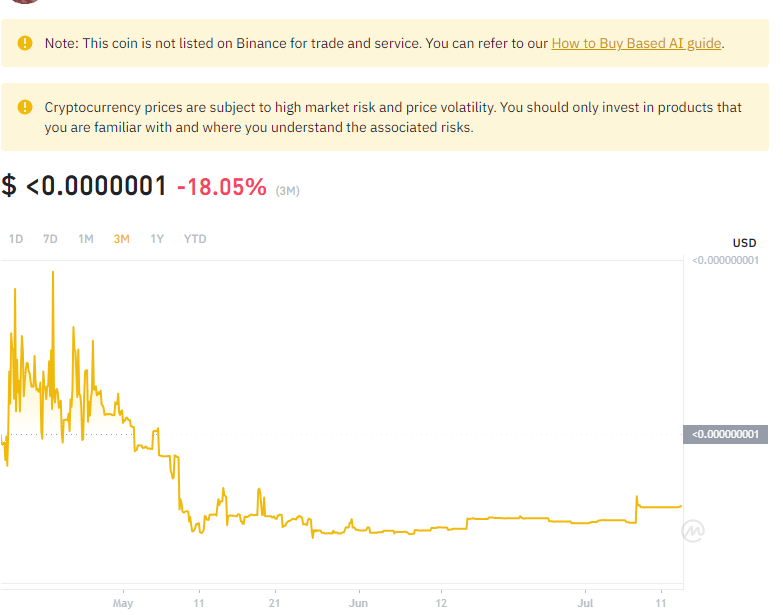 Note: This coin is not listed on Binance for trade and service. You can refer to our How to Buy Based AI guide.
Cryptocurrency prices are subject to high market risk and price volatility. You should only invest in products that
you are familiar with and where you understand the associated risks.
$ <0.0000001 -18.05% (3M)
1D 7D 1M 3M 1Y YTD
USD
<0.000000001
<0.000000001
May 11 21 Jun 12 Jul 11